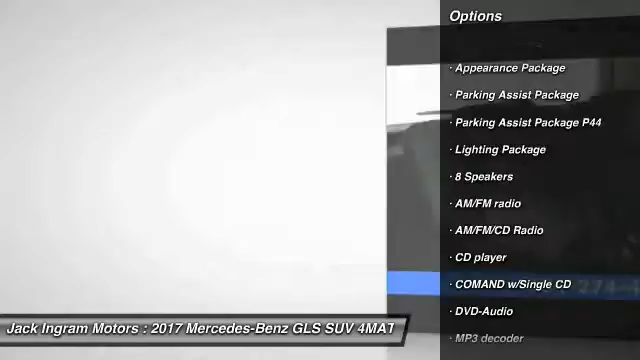 Options
· Appearance Package
· Parking Assist Package
· Parking Assist Package P44
· Lighting Package
· 8 Speakers
· AM/FM radio
· AM/FM/CD Radio
· CD player
· COMAND w/Single CD
· DVD-Audio
· MP3 decoder
274-
Jack Ingram Motors : 2017 Mercedes-Benz GLS SUV 4MAT